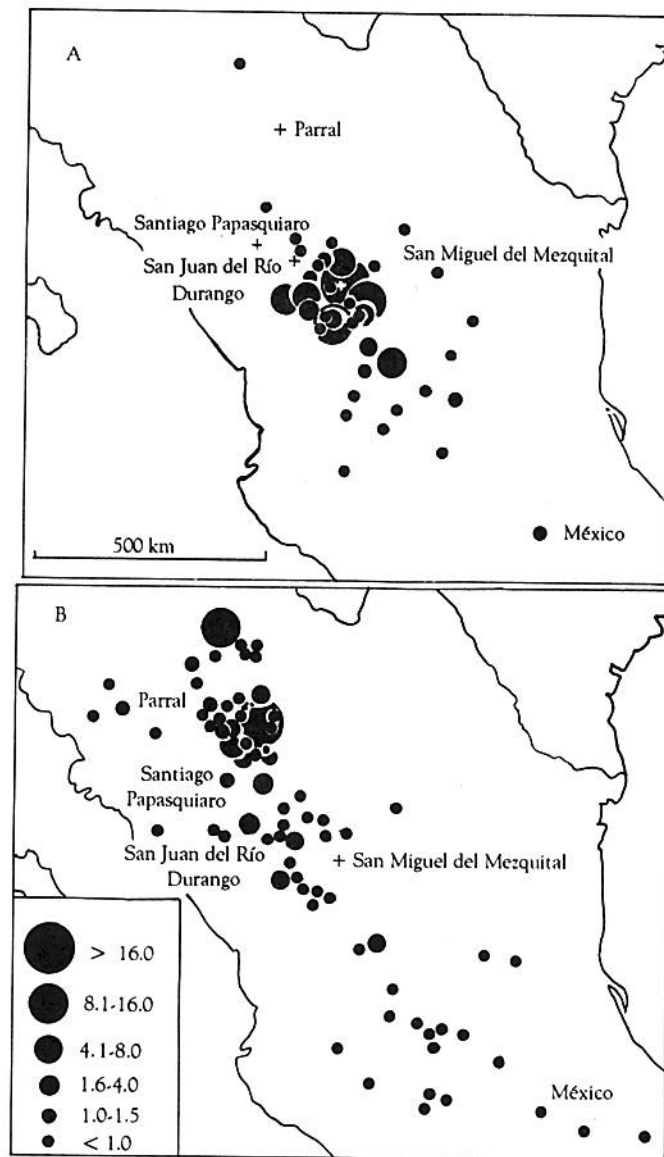 A
+ Parral
Santiago Papasquiaro
+
San Miguel del Mezquital
San Juan del Río +
Durango
500 km
México
B
Parral
Santiago
Papasquiaro
San Juan del Río
Durango
+ San Miguel del Mezquital
> 16.0
8.1-16.0
4.1-8.0
1.6-4.0
1.0-1.5
< 1.0
México